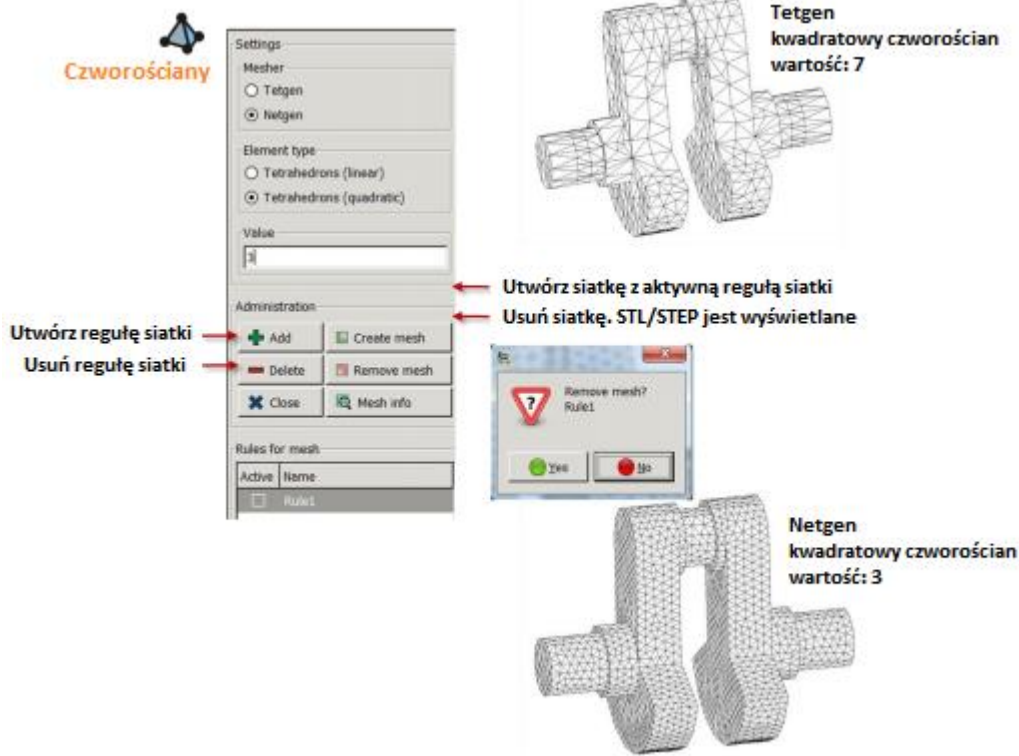 Czworościany
Settings
Mesher
Tetgen
Netgen
Element type
Tetrahedrons (linear)
Tetrahedrons (quadratic)
Value
3
Administration
Add
Create mesh
Delete
Remove mesh
Close
Mesh info
Rules for mesh
Active Name
Rule1
Utwórz regułę siatki
Usuń regułę siatki
Utwórz siatkę z aktywną regułą siatki
Usuń siatkę. STL/STEP jest wyświetlane
Remove mesh?
Rule1
Yes
No
Tetgen
kwadratowy czworościan
wartość: 7
Netgen
kwadratowy czworościan
wartość: 3